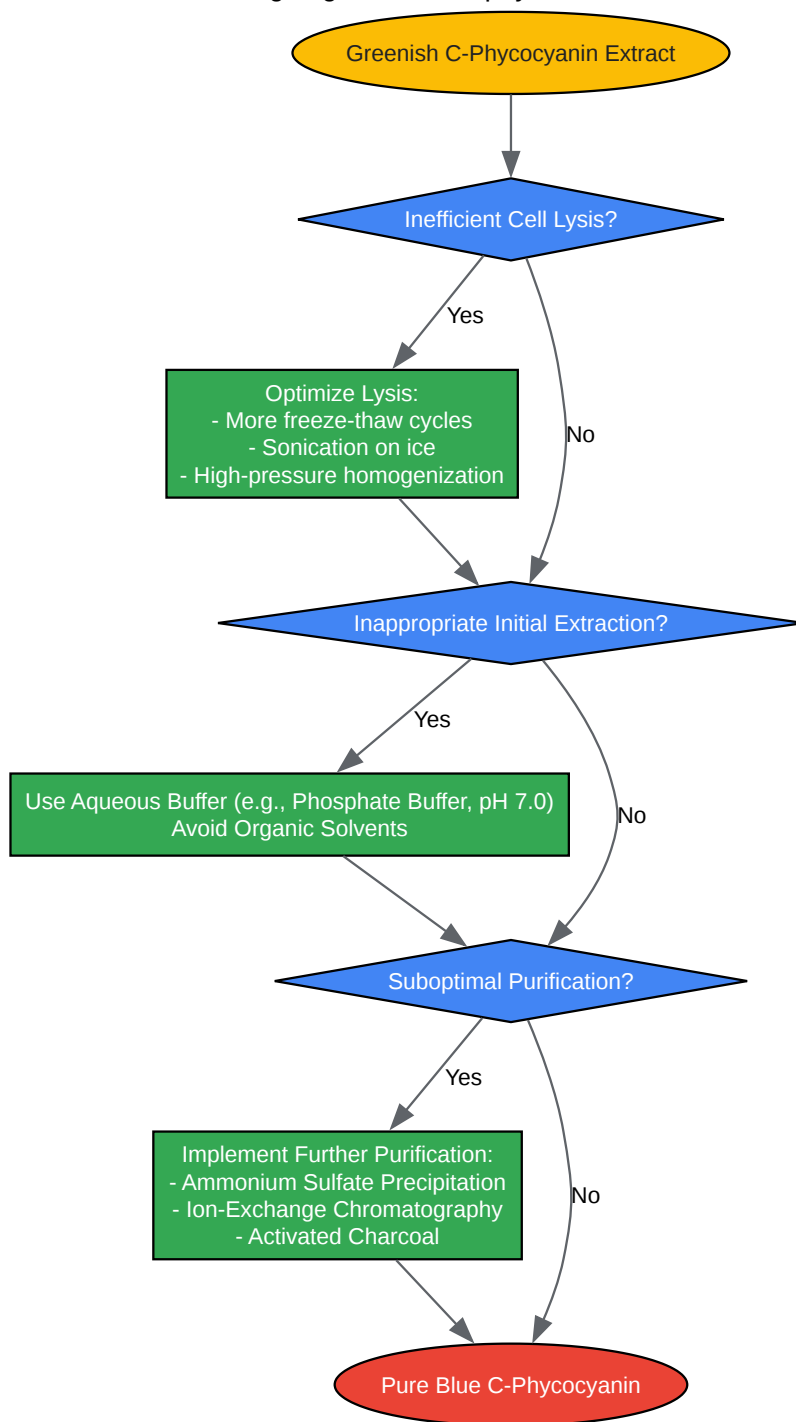 Greenish C-Phycocyanin Extract
Inefficient Cell Lysis?
Yes
Optimize Lysis:
- More freeze-thaw cycles
- Sonication on ice
- High-pressure homogenization
No
Inappropriate Initial Extraction?
Yes
Use Aqueous Buffer (e.g., Phosphate Buffer, pH 7.0)
Avoid Organic Solvents
No
Suboptimal Purification?
Yes
Implement Further Purification:
- Ammonium Sulfate Precipitation
- Ion-Exchange Chromatography
- Activated Charcoal
No
Pure Blue C-Phycocyanin